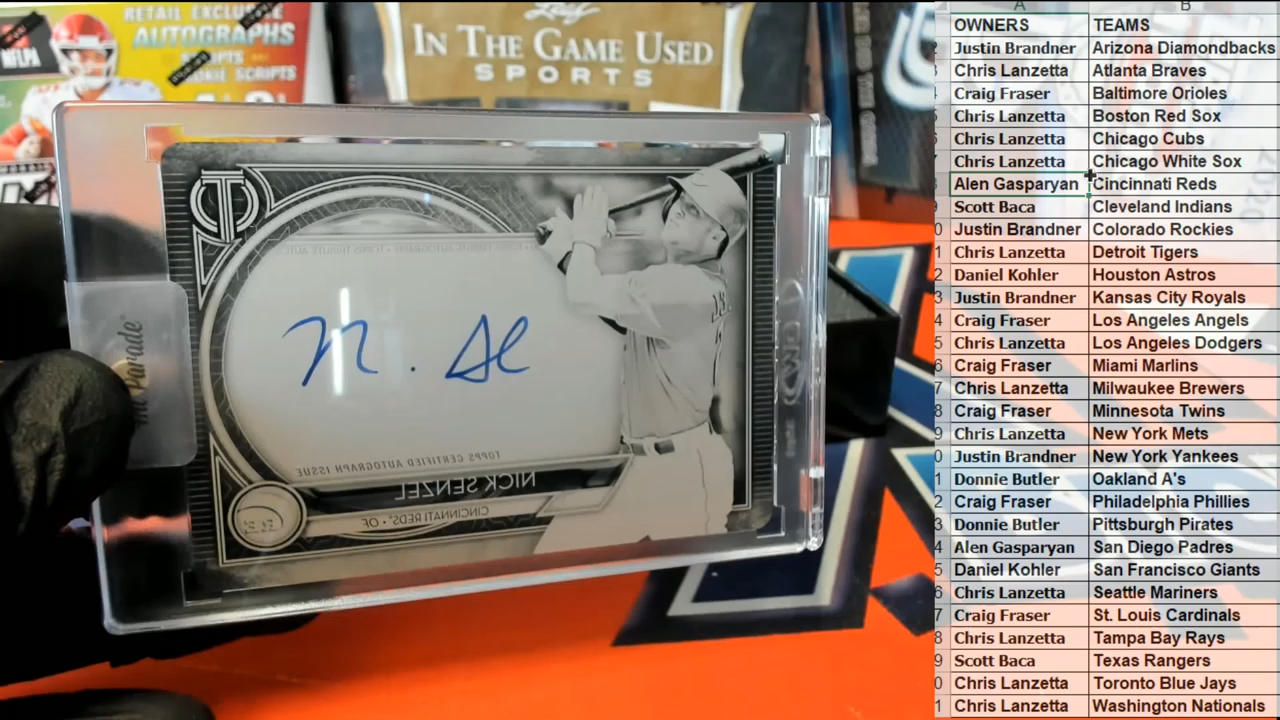 RETAIL EXCLUSIVE
AUTOGRAPHS
NFLPA
Leaf
IN THE GAME USED
SPORTS
N. Sl
TOPPS CERTIFIED AUTOGRAPH ISSUE
NICK SENZEL
CINCINNATI REDS • OF
A B
OWNERS TEAMS
Justin Brandner Arizona Diamondbacks
Chris Lanzetta Atlanta Braves
Craig Fraser Baltimore Orioles
Chris Lanzetta Boston Red Sox
Chris Lanzetta Chicago Cubs
Chris Lanzetta Chicago White Sox
Alen Gasparyan Cincinnati Reds
Scott Baca Cleveland Indians
Justin Brandner Colorado Rockies
Chris Lanzetta Detroit Tigers
Daniel Kohler Houston Astros
Justin Brandner Kansas City Royals
Craig Fraser Los Angeles Angels
Chris Lanzetta Los Angeles Dodgers
Craig Fraser Miami Marlins
Chris Lanzetta Milwaukee Brewers
Craig Fraser Minnesota Twins
Chris Lanzetta New York Mets
Justin Brandner New York Yankees
Donnie Butler Oakland A's
Craig Fraser Philadelphia Phillies
Donnie Butler Pittsburgh Pirates
Alen Gasparyan San Diego Padres
Daniel Kohler San Francisco Giants
Chris Lanzetta Seattle Mariners
Craig Fraser St. Louis Cardinals
Chris Lanzetta Tampa Bay Rays
Scott Baca Texas Rangers
Chris Lanzetta Toronto Blue Jays
Chris Lanzetta Washington Nationals